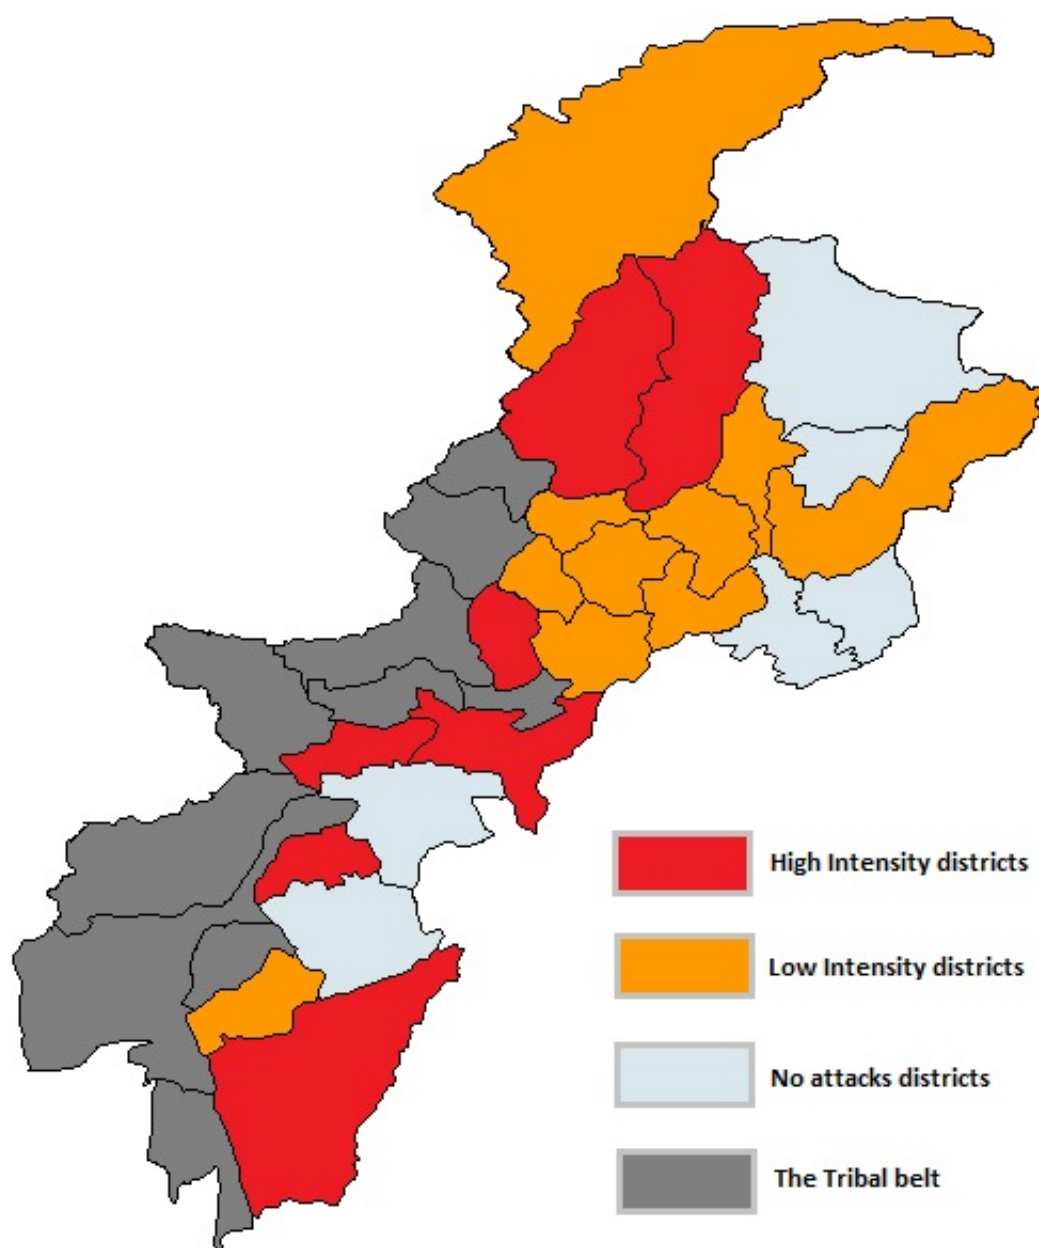 High Intensity districts
Low Intensity districts
No attacks districts
The Tribal belt